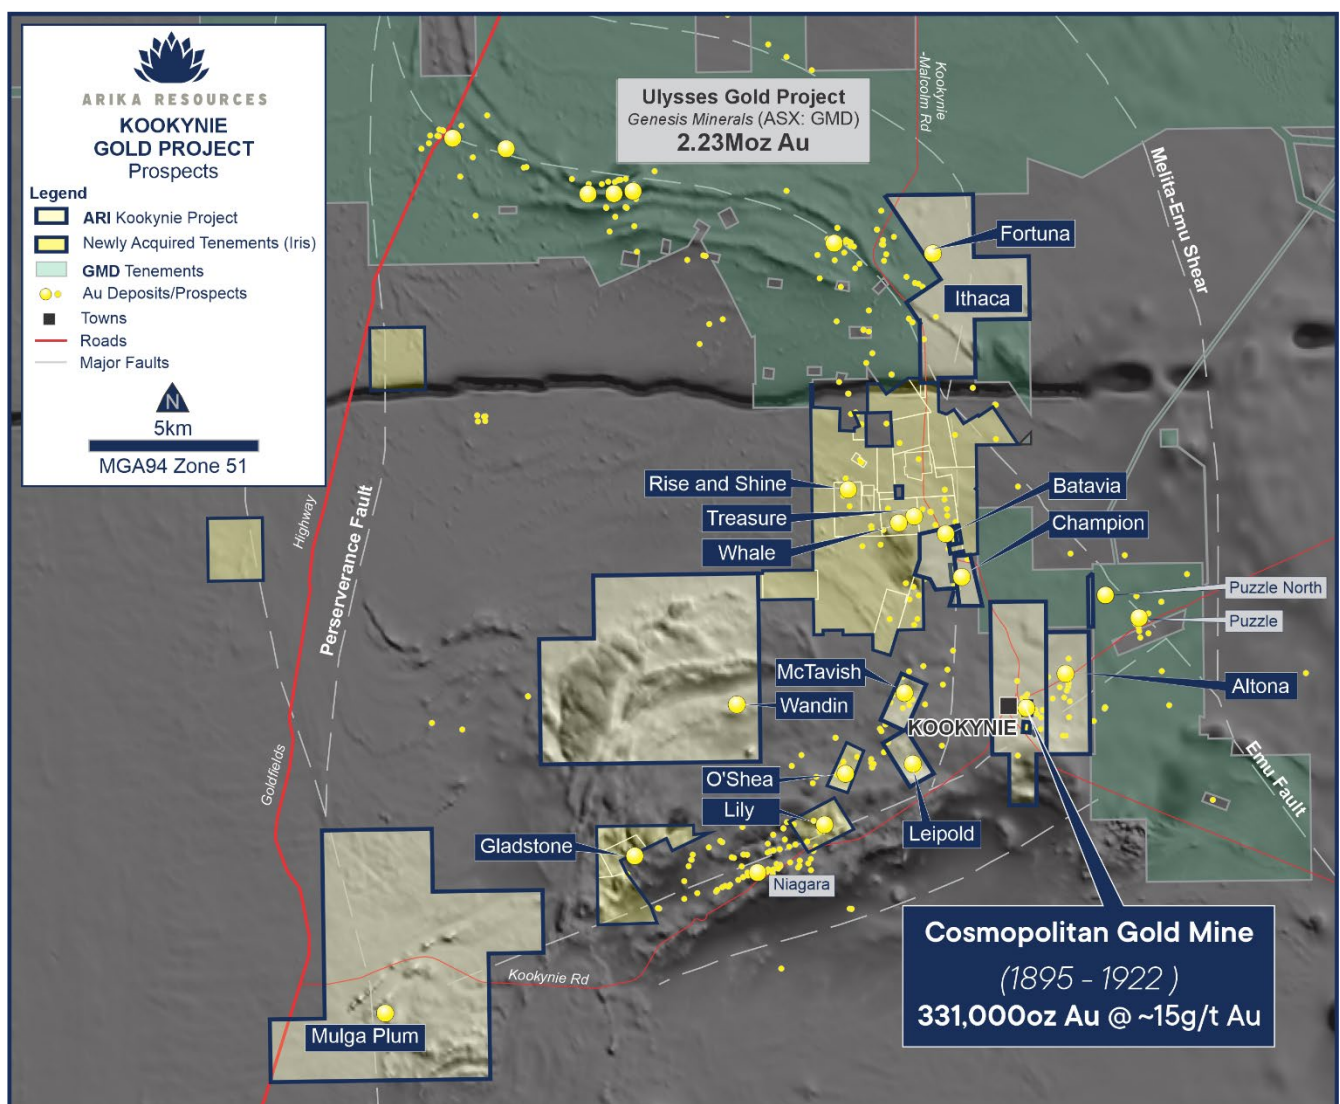 ARIKA RESOURCES
KOOKYNIE
GOLD PROJECT
Prospects
Legend
ARI Kookynie Project
Newly Acquired Tenements (Iris)
GMD Tenements
Au Deposits/Prospects
Towns
Roads
Major Faults
N
5km
MGA94 Zone 51
Ulysses Gold Project
Genesis Minerals (ASX: GMD)
2.23Moz Au
Kookynie
-Malcolm Rd
Melita-Emu Shear
Fortuna
Ithaca
Rise and Shine
Batavia
Treasure
Champion
Whale
Highway
Perserverance Fault
Puzzle North
Puzzle
McTavish
Altona
Wandin
KOOKYNIE
Goldfields
O'Shea
Emu Fault
Lily
Leipold
Gladstone
Niagara
Kookynie Rd
Mulga Plum
Cosmopolitan Gold Mine
(1895 - 1922 )
331,000oz Au @ ~15g/t Au